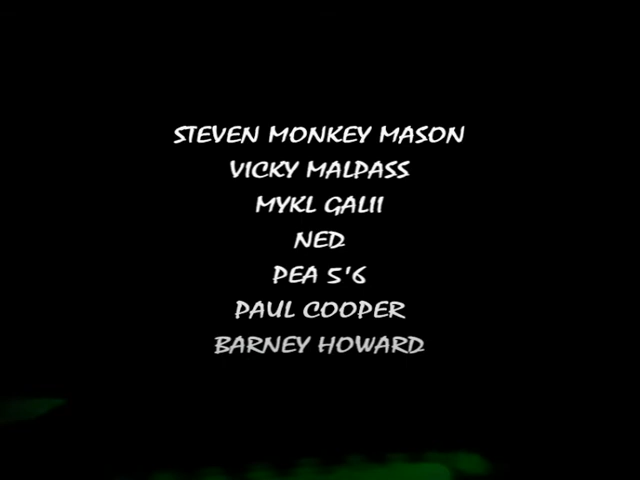 STEVEN MONKEY MASON
VICKY MALPASS
MYKL GALII
NED
PEA 5'6
PAUL COOPER
BARNEY HOWARD